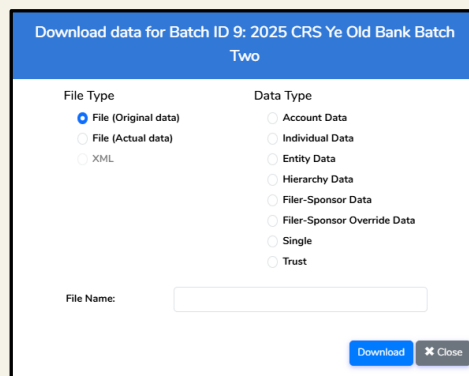 Download data for Batch ID 9: 2025 CRS Ye Old Bank Batch
Two
File Type
File (Original data)
File (Actual data)
XML
Data Type
Account Data
Individual Data
Entity Data
Hierarchy Data
Filer-Sponsor Data
Filer-Sponsor Override Data
Single
Trust
File Name:
Download
✖ Close